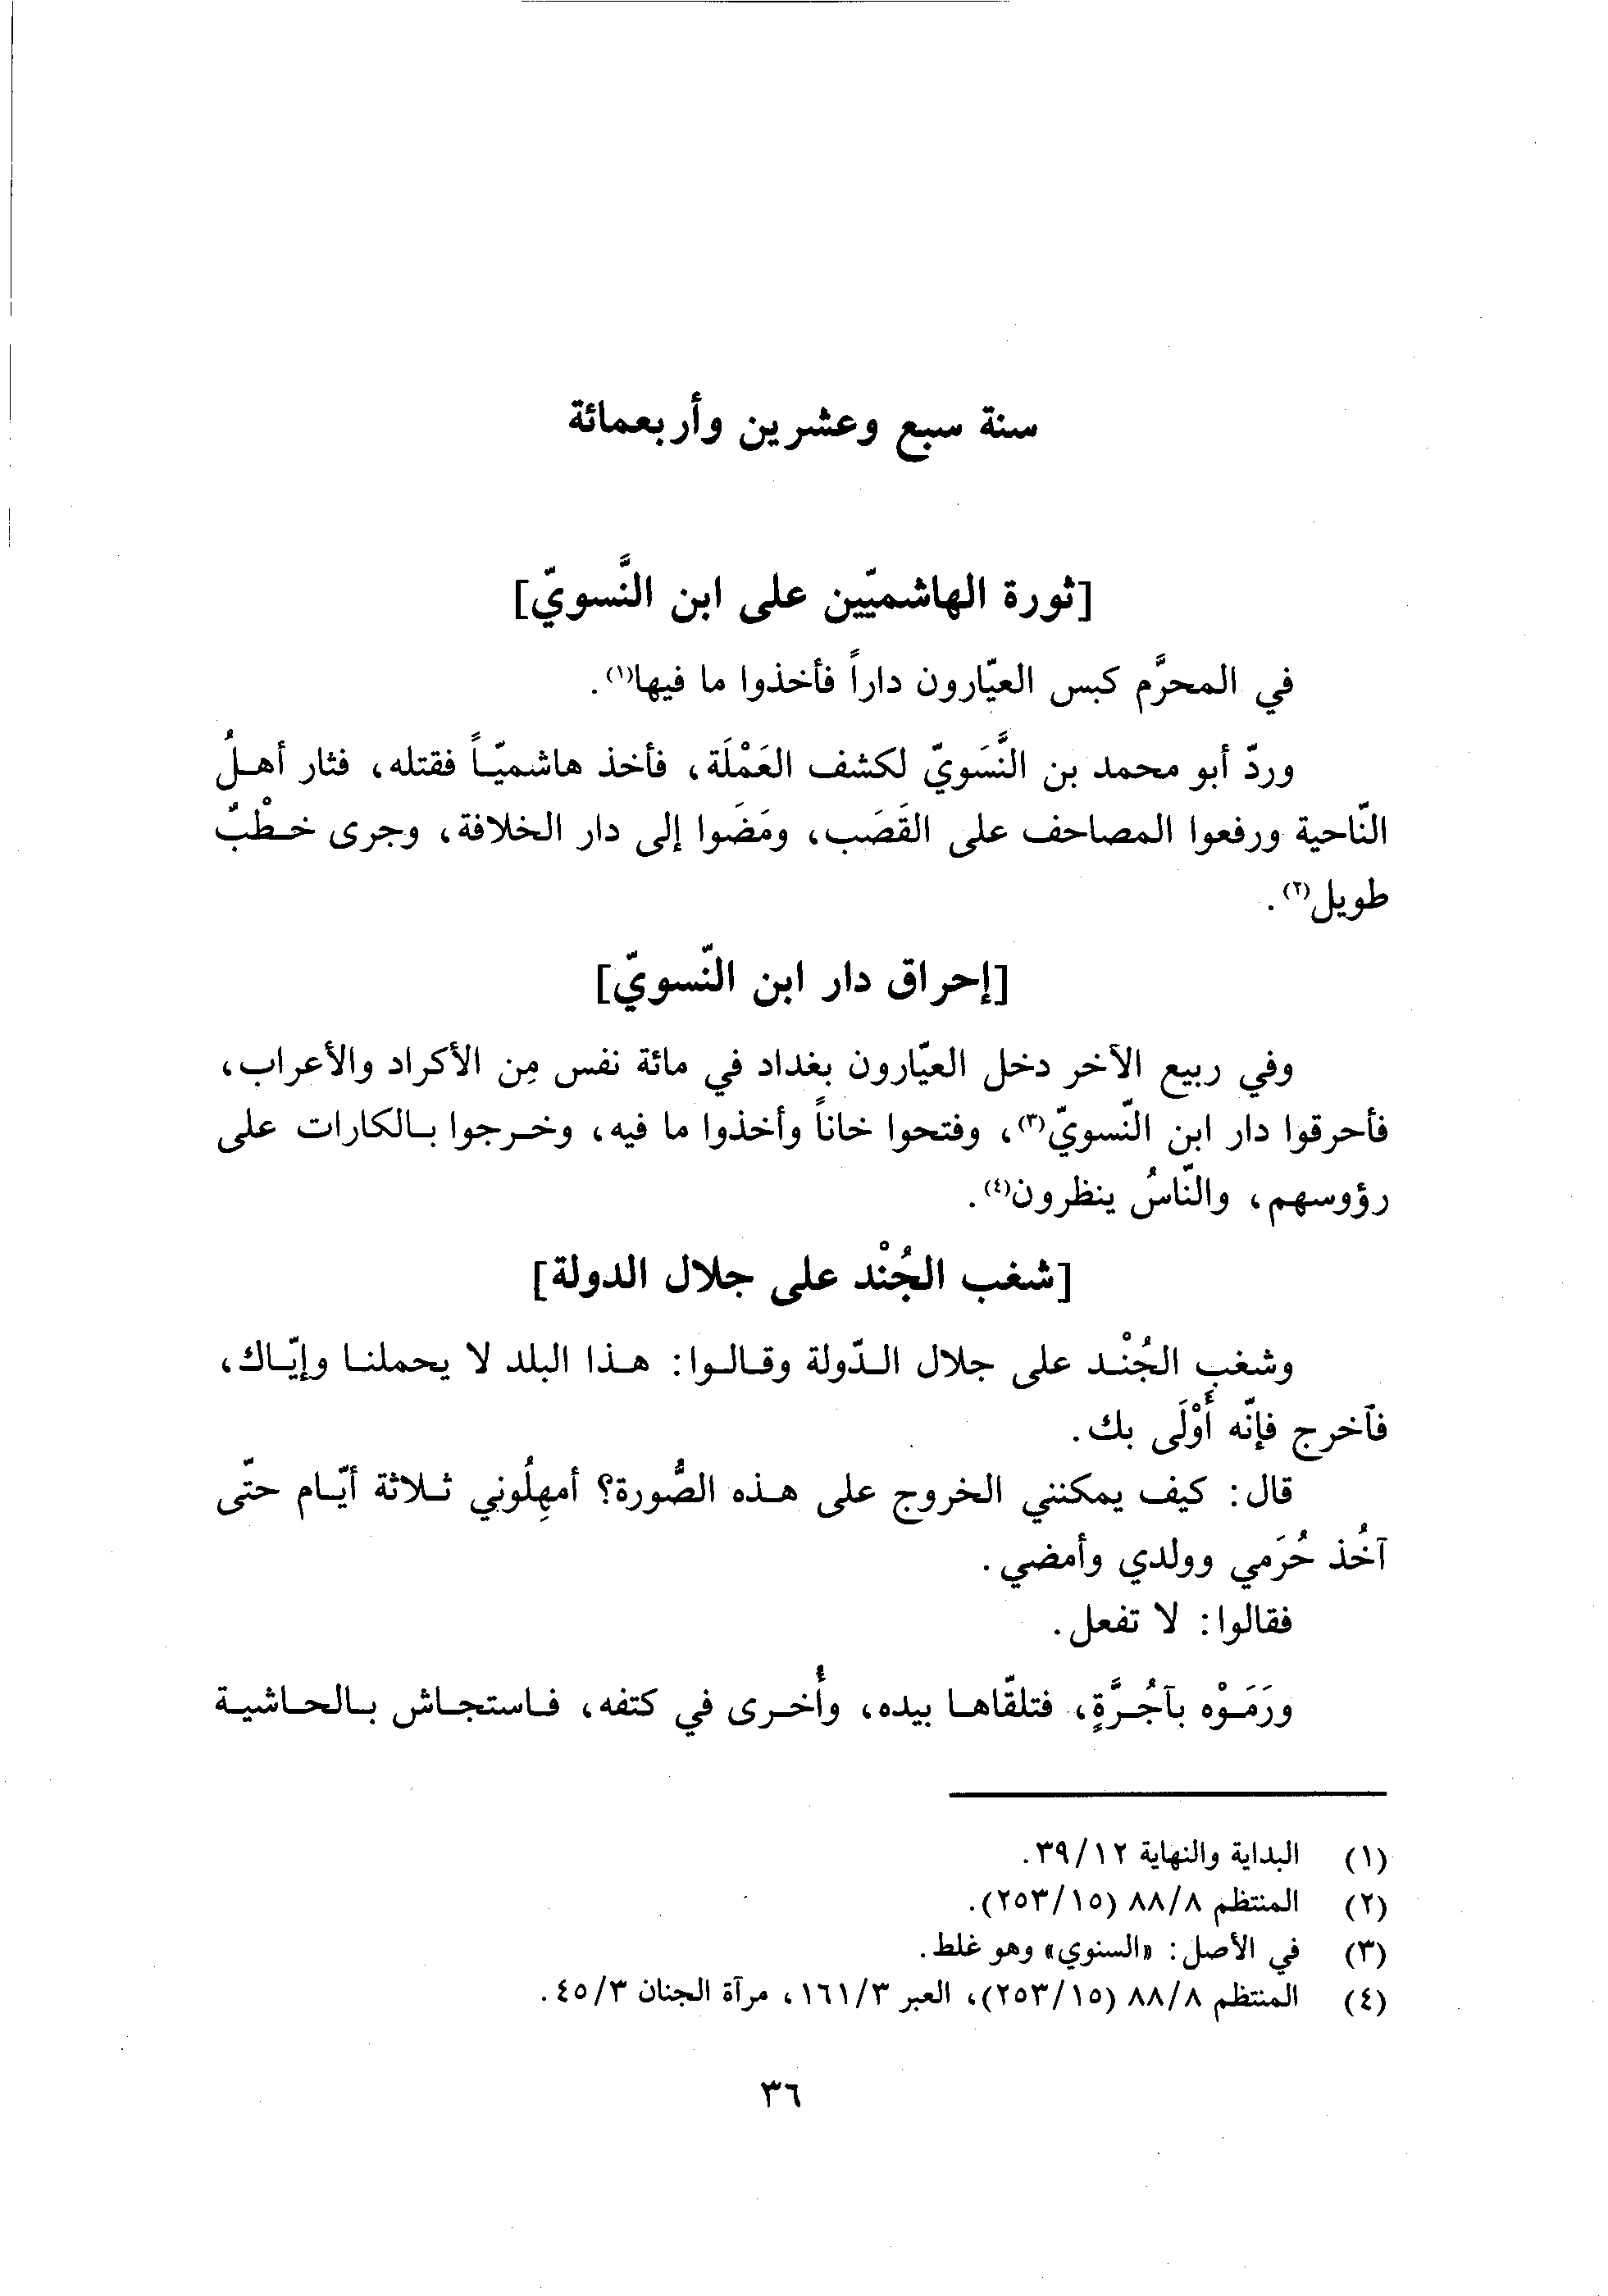 سنة سبع وعشرين وأربعمائة
[ثورة الهاشميّين على ابن النَّسويّ]
في المحرَّم كبس العيّارون داراً فأخذوا ما فيها(١).
وردّ أبو محمد بن النَّسَويّ لكشف العَمْلَة، فأخذ هاشميّاً فقتله، فثار أهلُ
النّاحية ورفعوا المصاحف على القَصَب، ومَضَوا إلى دار الخلافة، وجرى خطْبٌ
طويل(٢).
[إحراق دار ابن النّسويّ]
وفي ربيع الآخر دخل العيّارون بغداد في مائة نفس مِن الأكراد والأعراب،
فأحرقوا دار ابن النّسويّ(٣)، وفتحوا خاناً وأخذوا ما فيه، وخرجوا بالكارات على
رؤوسهم، والنّاسُ ينظرون(٤).
[شغب الجُنْد على جلال الدولة]
وشغب الجُنْد على جلال الدّولة وقالوا: هذا البلد لا يحملنا وإيّاك،
فٱخرج فإنّه أَوْلَى بك.
قال: كيف يمكنني الخروج على هذه الصُّورة؟ أمهِلُوني ثلاثة أيّام حتّى
آخُذ حُرَمي وولدي وأمضي.
فقالوا: لا تفعل.
ورَمَوْه بآجُرَّةٍ، فتلقّاها بيده، وأُخرى في كتفه، فاستجاش بالحاشية
(١) البداية والنهاية ٣٩/١٢.
(٢) المنتظم ٨٨/٨ (٢٥٣/١٥).
(٣) في الأصل: «السنوي» وهو غلط.
(٤) المنتظم ٨٨/٨ (٢٥٣/١٥)، العبر ١٦١/٣، مرآة الجنان ٤٥/٣.
٣٦